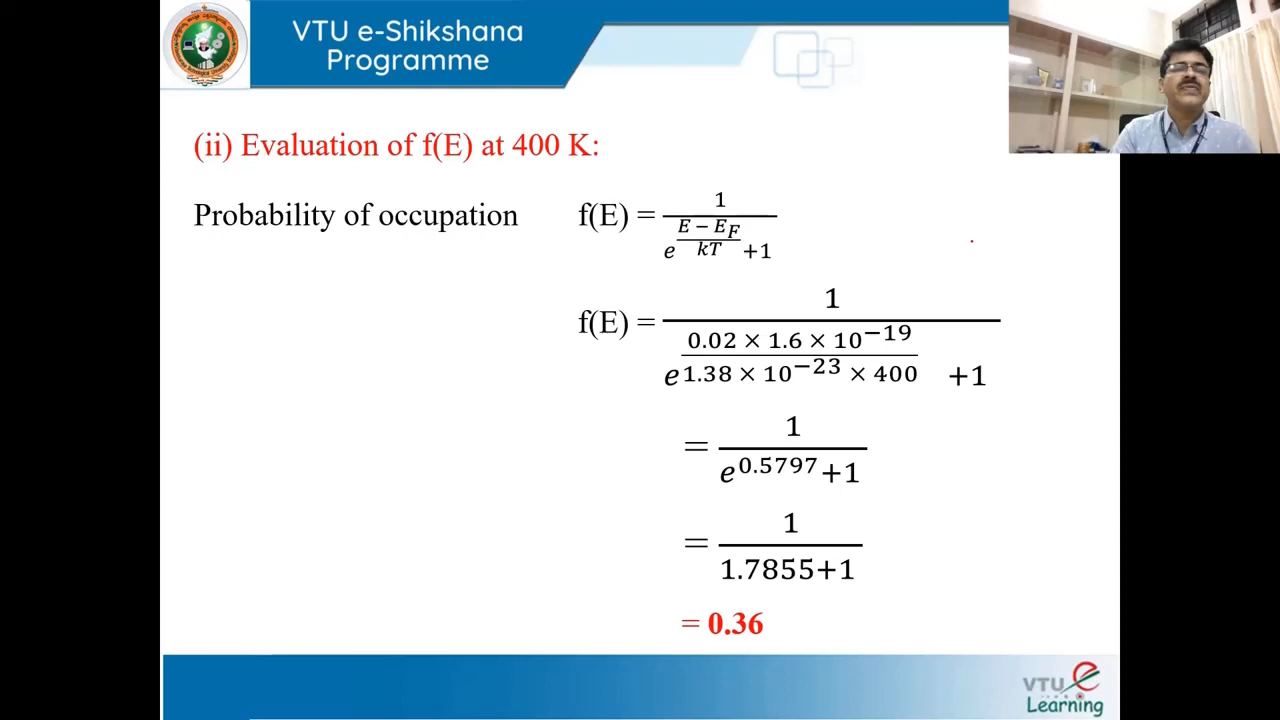 VTU e-Shikshana
Programme
(ii) Evaluation of f(E) at 400 K:
Probability of occupation f(E) = 1 / e^((E − E_F)/kT) +1
f(E) = 1 / e^((0.02 × 1.6 × 10^−19)/(1.38 × 10^−23 × 400)) +1
= 1 / e^0.5797+1
= 1 / 1.7855+1
= 0.36
VTU e
Learning